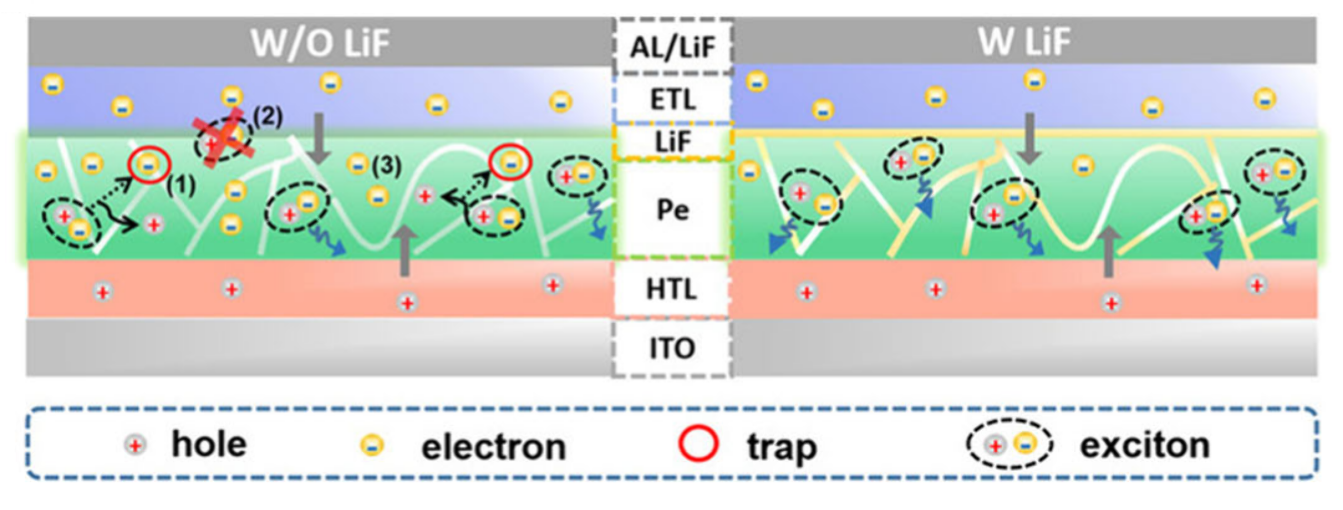 W/O LiF
AL/LiF
W LiF
ETL
(2)
LiF
(1)
(3)
Pe
HTL
ITO
hole
electron
trap
exciton